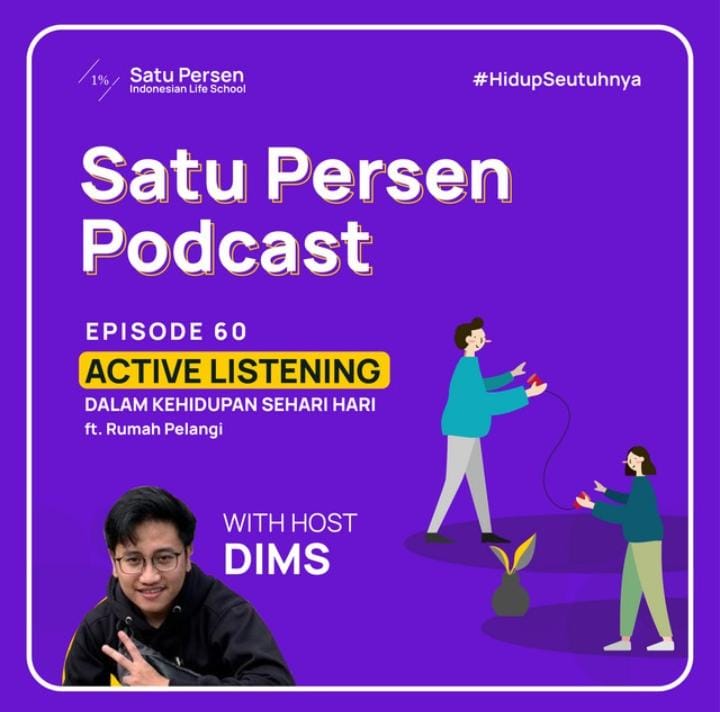 1%
Satu Persen
Indonesian Life School
#HidupSeutuhnya
Satu Persen
Podcast
EPISODE 60
ACTIVE LISTENING
DALAM KEHIDUPAN SEHARI HARI
ft. Rumah Pelangi
WITH HOST
DIMS